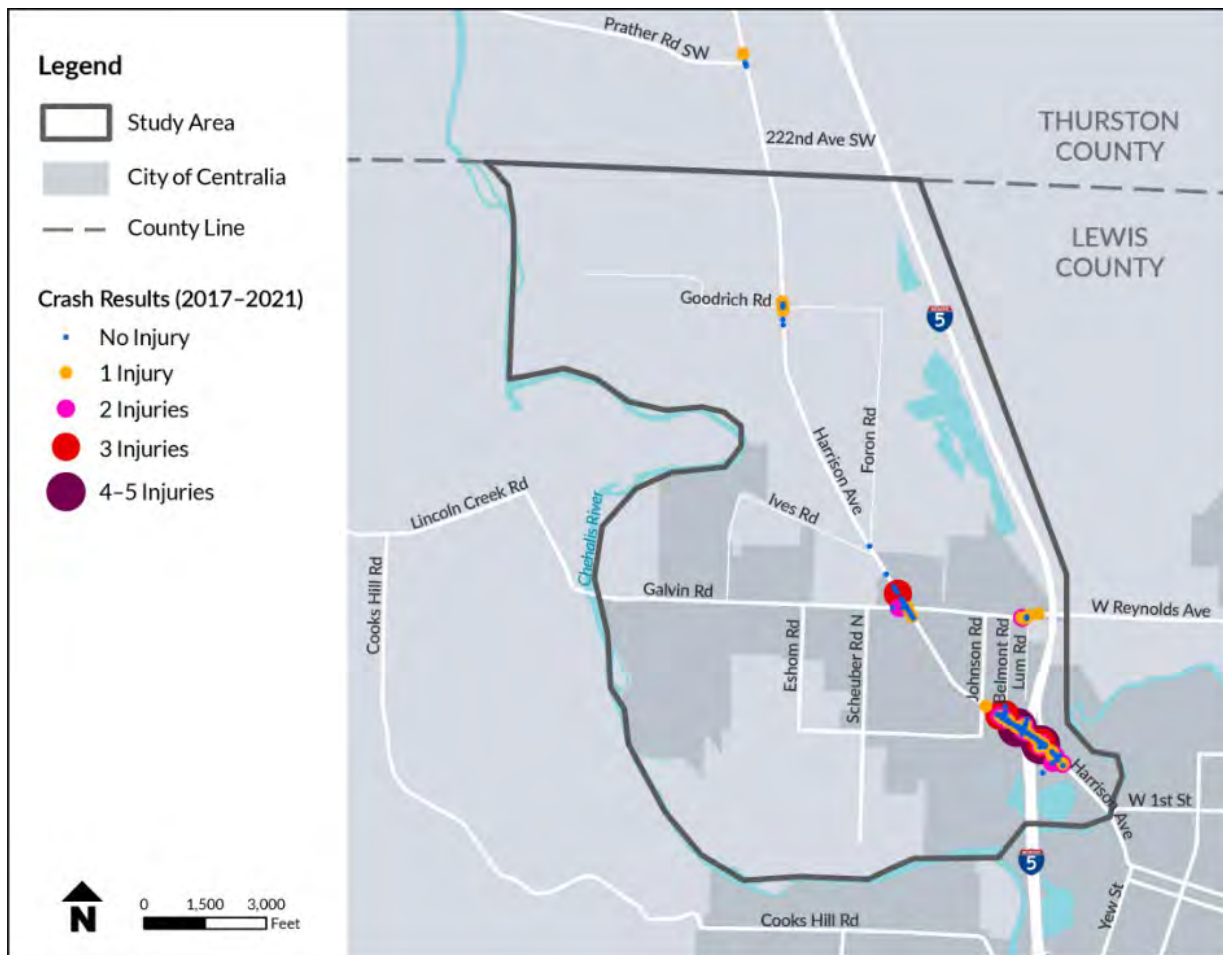 Legend
Study Area
City of Centralia
County Line
Crash Results (2017–2021)
No Injury
1 Injury
2 Injuries
3 Injuries
4–5 Injuries
N
0 1,500 3,000
Feet
Prather Rd SW
222nd Ave SW
THURSTON
COUNTY
LEWIS
COUNTY
Goodrich Rd
5
Harrison Ave
Foron Rd
Ives Rd
Lincoln Creek Rd
Chehalis River
Cooks Hill Rd
Galvin Rd
W Reynolds Ave
Eshom Rd
Scheuber Rd N
Johnson Rd
Belmont Rd
Lum Rd
Harrison Ave
W 1st St
5
Yew St
Cooks Hill Rd